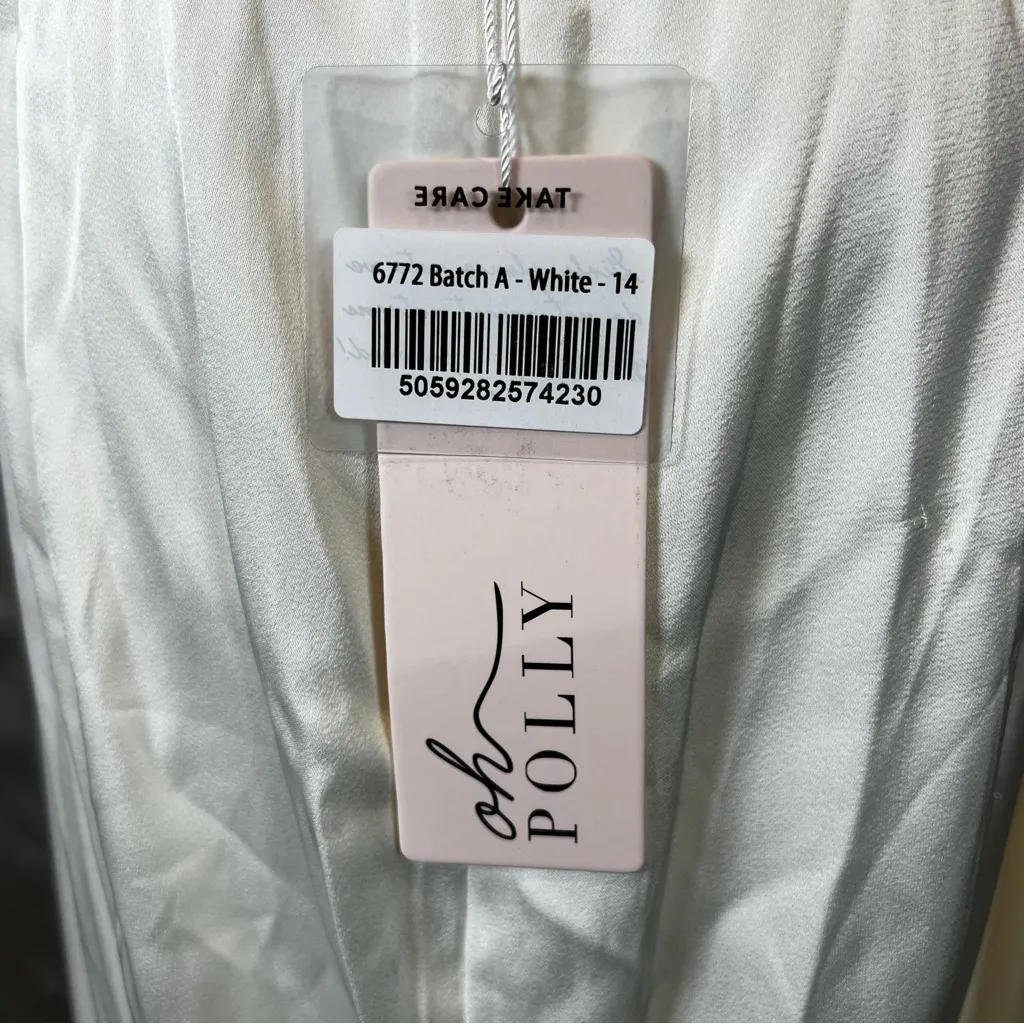 TAKE CARE
6772 Batch A - White - 14
5059282574230
oh
POLLY